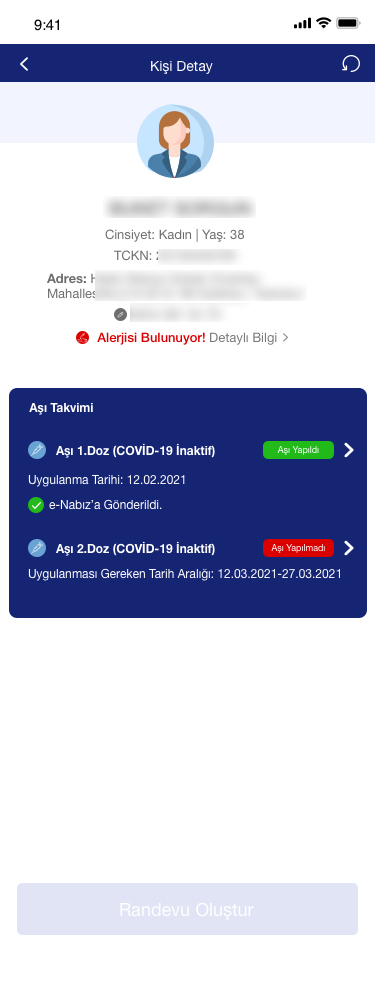 9:41
Kişi Detay
Cinsiyet: Kadın | Yaş: 38
TCKN:
Adres:
Mahalles
Alerjisi Bulunuyor! Detaylı Bilgi
Aşı Takvimi
Aşı 1.Doz (COVİD-19 İnaktif)
Aşı Yapıldı
Uygulanma Tarihi: 12.02.2021
e-Nabız'a Gönderildi.
Aşı 2.Doz (COVİD-19 İnaktif)
Aşı Yapılmadı
Uygulanması Gereken Tarih Aralığı: 12.03.2021-27.03.2021
Randevu Oluştur